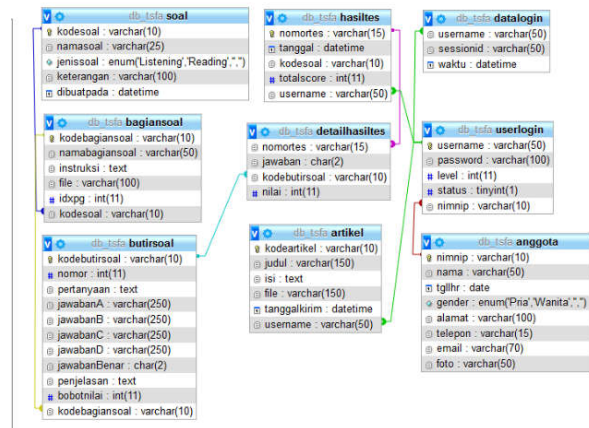 db_tsfa soal
kodesoal : varchar(10)
namasoal : varchar(25)
jenissoal : enum('Listening','Reading','','')
keterangan : varchar(100)
dibuatpada : datetime
db_tsfa bagiansoal
kodebagiansoal : varchar(10)
namabagiansoal : varchar(50)
instruksi : text
file : varchar(100)
idxpg : int(11)
kodesoal : varchar(10)
db_tsfa butirsoal
kodebutirsoal : varchar(10)
nomor : int(11)
pertanyaan : text
jawabanA : varchar(250)
jawabanB : varchar(250)
jawabanC : varchar(250)
jawabanD : varchar(250)
jawabanBenar : char(2)
penjelasan : text
bobotnilai : int(11)
kodebagiansoal : varchar(10)
db_tsfa hasiltes
nomortes : varchar(15)
tanggal : datetime
kodesoal : varchar(10)
totalscore : int(11)
username : varchar(50)
db_tsfa detailhasiltes
nomortes : varchar(15)
jawaban : char(2)
kodebutirsoal : varchar(10)
nilai : int(11)
db_tsfa artikel
kodeartikel : varchar(10)
judul : varchar(150)
isi : text
file : varchar(150)
tanggalkirim : datetime
username : varchar(50)
db_tsfa datalogin
username : varchar(50)
sessionid : varchar(50)
waktu : datetime
db_tsfa userlogin
username : varchar(50)
password : varchar(100)
level : int(11)
status : tinyint(1)
nimnip : varchar(10)
db_tsfa anggota
nimnip : varchar(10)
nama : varchar(50)
tgllhr : date
gender : enum('Pria','Wanita','','')
alamat : varchar(100)
telepon : varchar(15)
email : varchar(70)
foto : varchar(50)